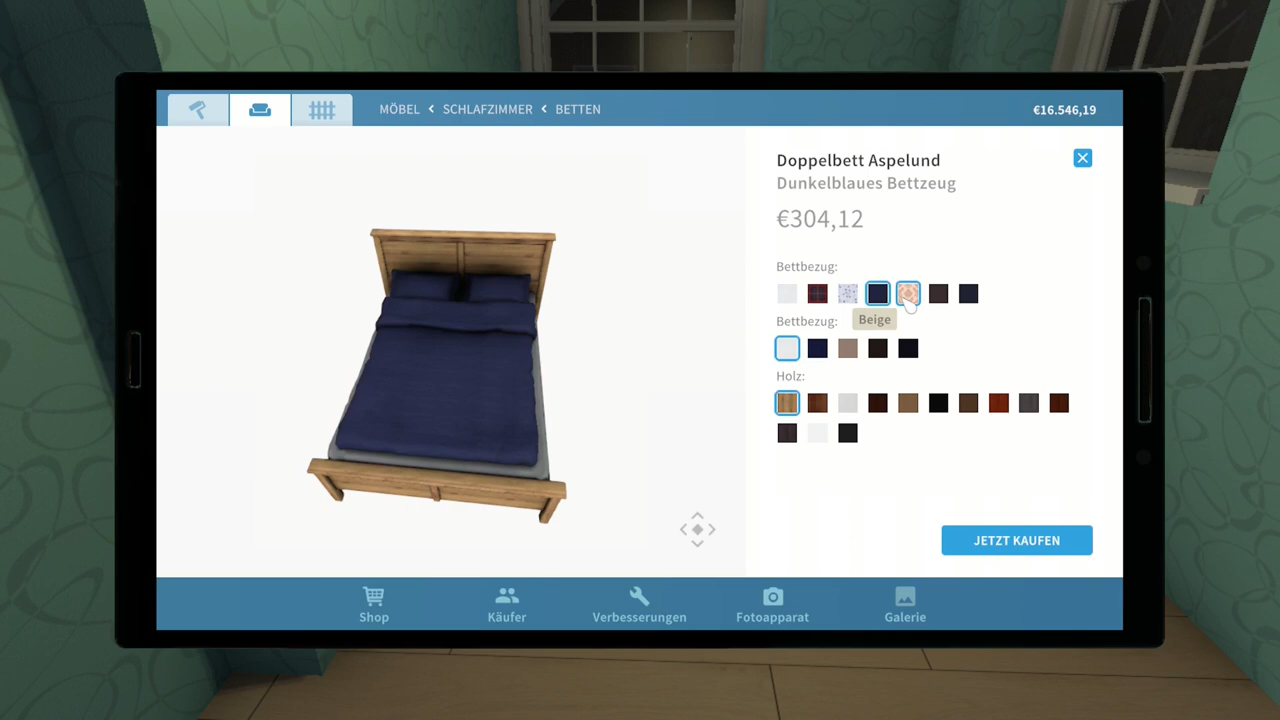 MÖBEL < SCHLAFZIMMER < BETTEN
€16.546,19
Doppelbett Aspelund
Dunkelblaues Bettzeug
€304,12
Bettbezug:
Bettbezug:
Beige
Holz:
JETZT KAUFEN
Shop
Käufer
Verbesserungen
Fotoapparat
Galerie